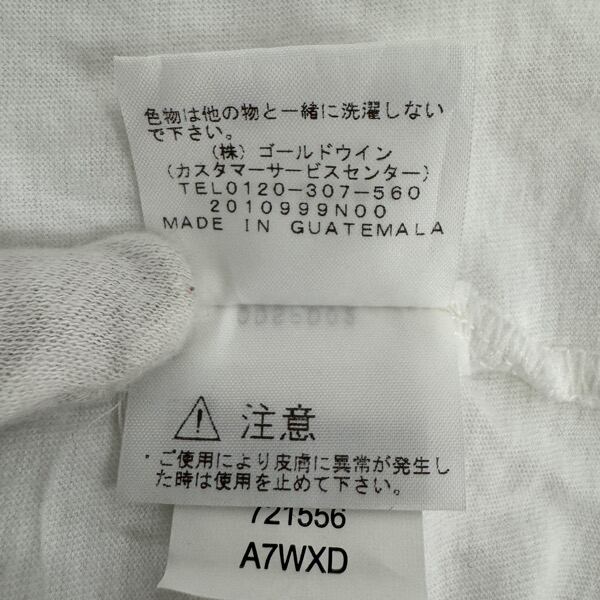 色物は他の物と一緒に洗濯しない
で下さい。
(株) ゴールドウイン
(カスタマーサービスセンター)
TEL0120-307-560
2010999N00
MADE IN GUATEMALA
注意
・ご使用により皮膚に異常が発生し
た時は使用を止めて下さい。
721556
A7WXD